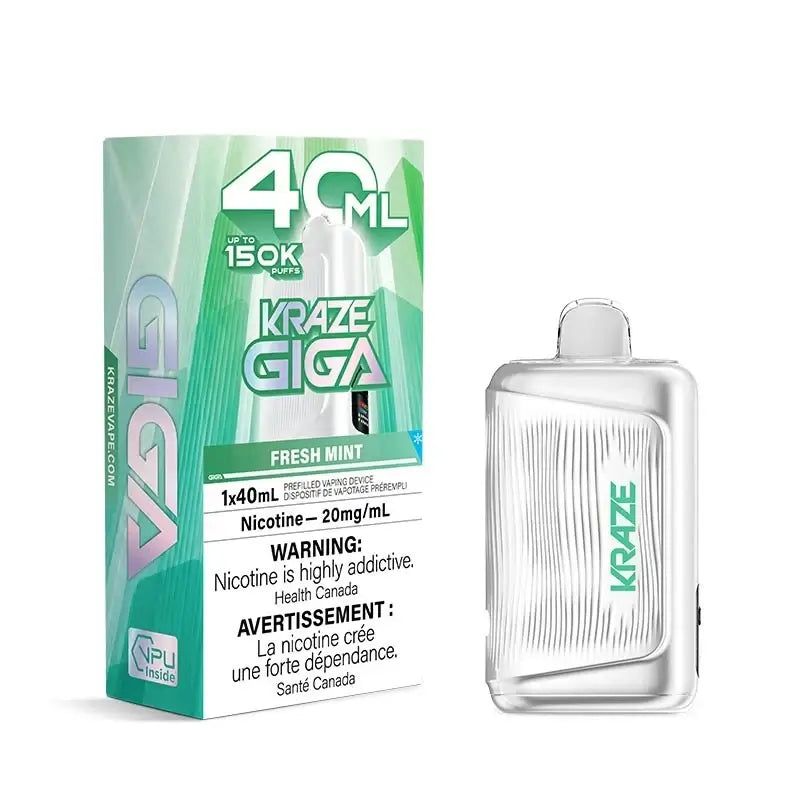 40ML
UP TO
150K
PUFFS
KRAZE
GIGA
FRESH MINT
GIGA
1x40mL PREFILLED VAPING DEVICE
DISPOSITIF DE VAPOTAGE PRÉREMPLI
Nicotine — 20mg/mL
WARNING:
Nicotine is highly addictive.
Health Canada
AVERTISSEMENT :
La nicotine crée
une forte dépendance.
Santé Canada
GIGA
KRAZEVAPE.COM
VPU
Inside
KRAZE